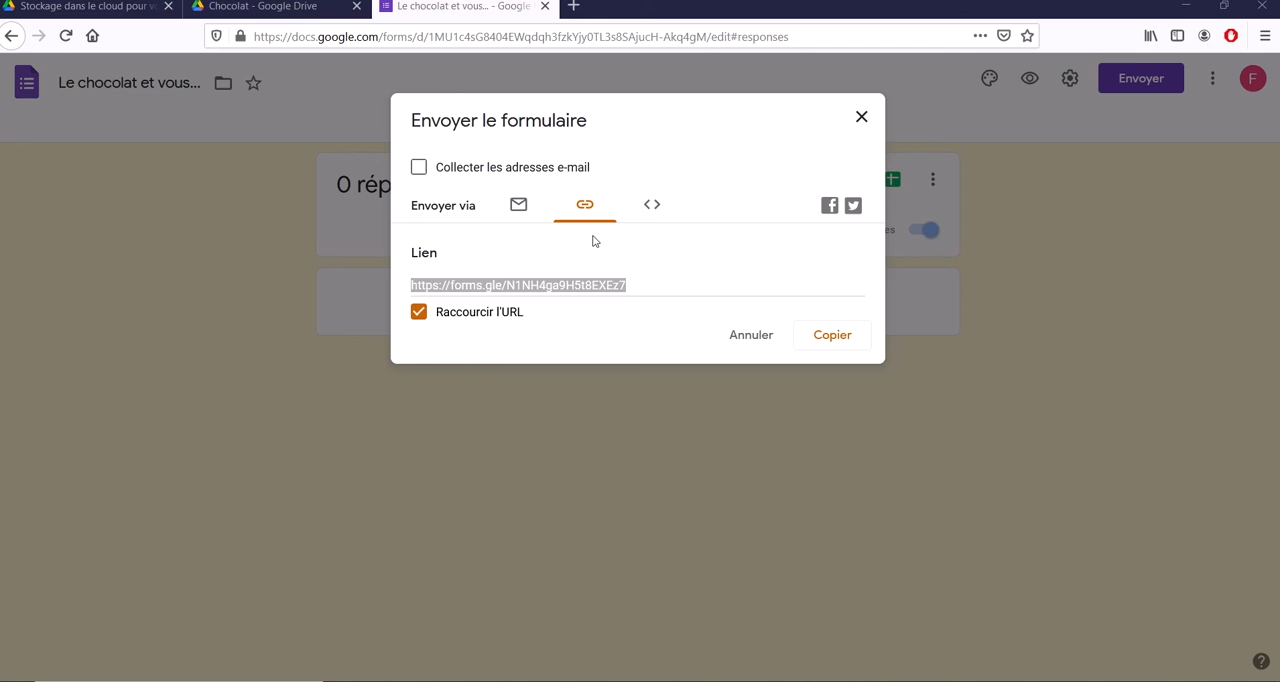 Stockage dans le cloud pour v
Chocolat - Google Drive
Le chocolat et vous... - Google
https://docs.google.com/forms/d/1MU1c4sG8404EWqdqh3fzkYjy0TL3s8SAjucH-Akq4gM/edit#responses
Le chocolat et vous...
Envoyer
F
Envoyer le formulaire
Collecter les adresses e-mail
0 rép
Envoyer via
es
Lien
https://forms.gle/N1NH4ga9H5t8EXEz7
Raccourcir l'URL
Annuler
Copier